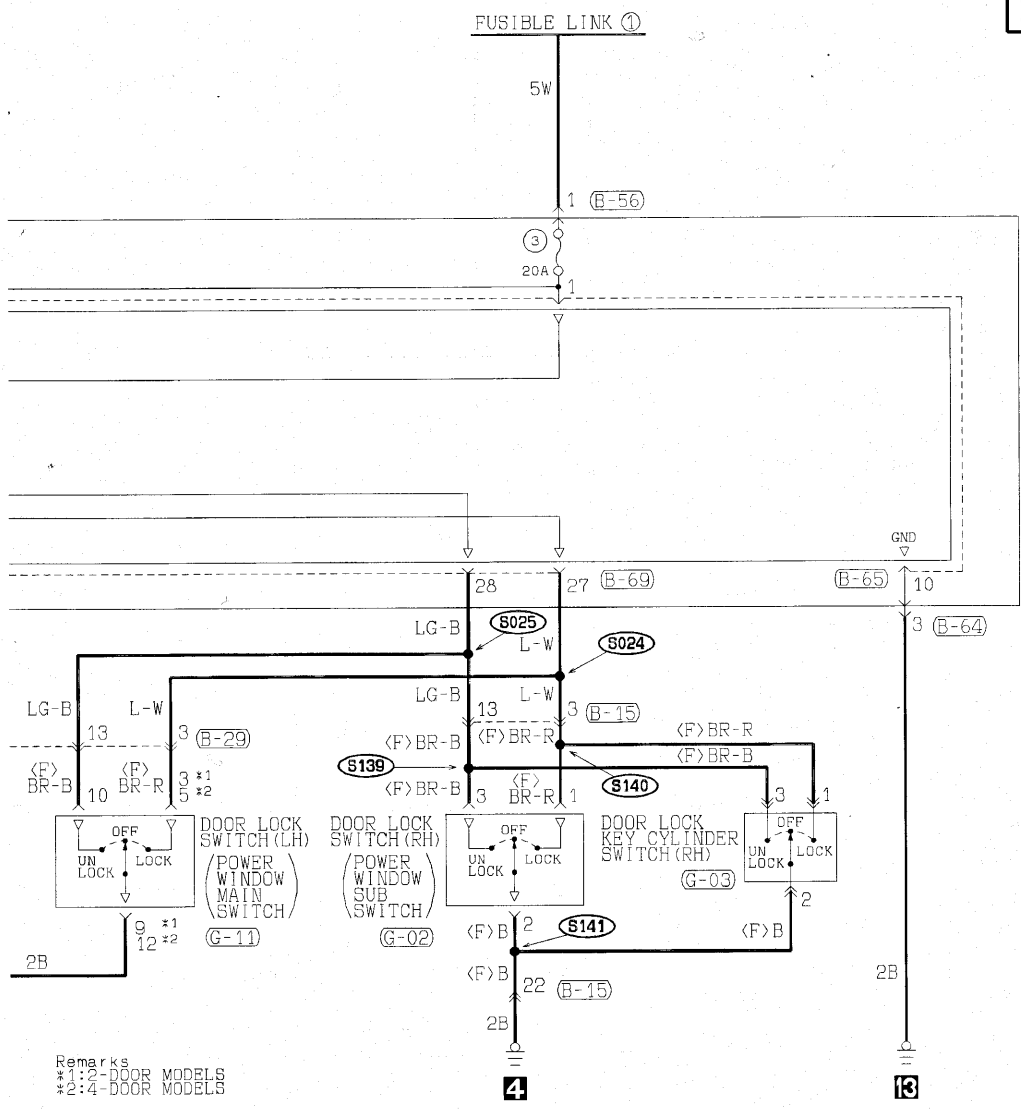 FUSIBLE LINK ①
5W
1 (B-56)
③
20A
1
GND
28 27 (B-69) (B-65) 10
LG-B S025 L-W S024 3 (B-64)
LG-B L-W LG-B L-W
13 3 (B-29) 13 3 (B-15)
<F>BR-B <F>BR-R <F>BR-R
<F>BR-B
S139 S140
<F>
BR-B
<F>
BR-R
3 *1
5 *2
<F>BR-B
<F>
BR-R
10 3 1 3 1
OFF
UN
LOCK
LOCK
DOOR LOCK
SWITCH(LH)
(POWER
WINDOW
MAIN
SWITCH)
(G-11)
DOOR LOCK
SWITCH(RH)
(POWER
WINDOW
SUB
SWITCH)
(G-02)
OFF
UN
LOCK
LOCK
DOOR LOCK
KEY CYLINDER
SWITCH(RH)
(G-03)
OFF
UN
LOCK
LOCK
9 *1
12 *2
2B
2
<F>B
S141
2
<F>B
<F>B
22 (B-15)
2B
2B
4
13
Remarks
*1:2-DOOR MODELS
*2:4-DOOR MODELS